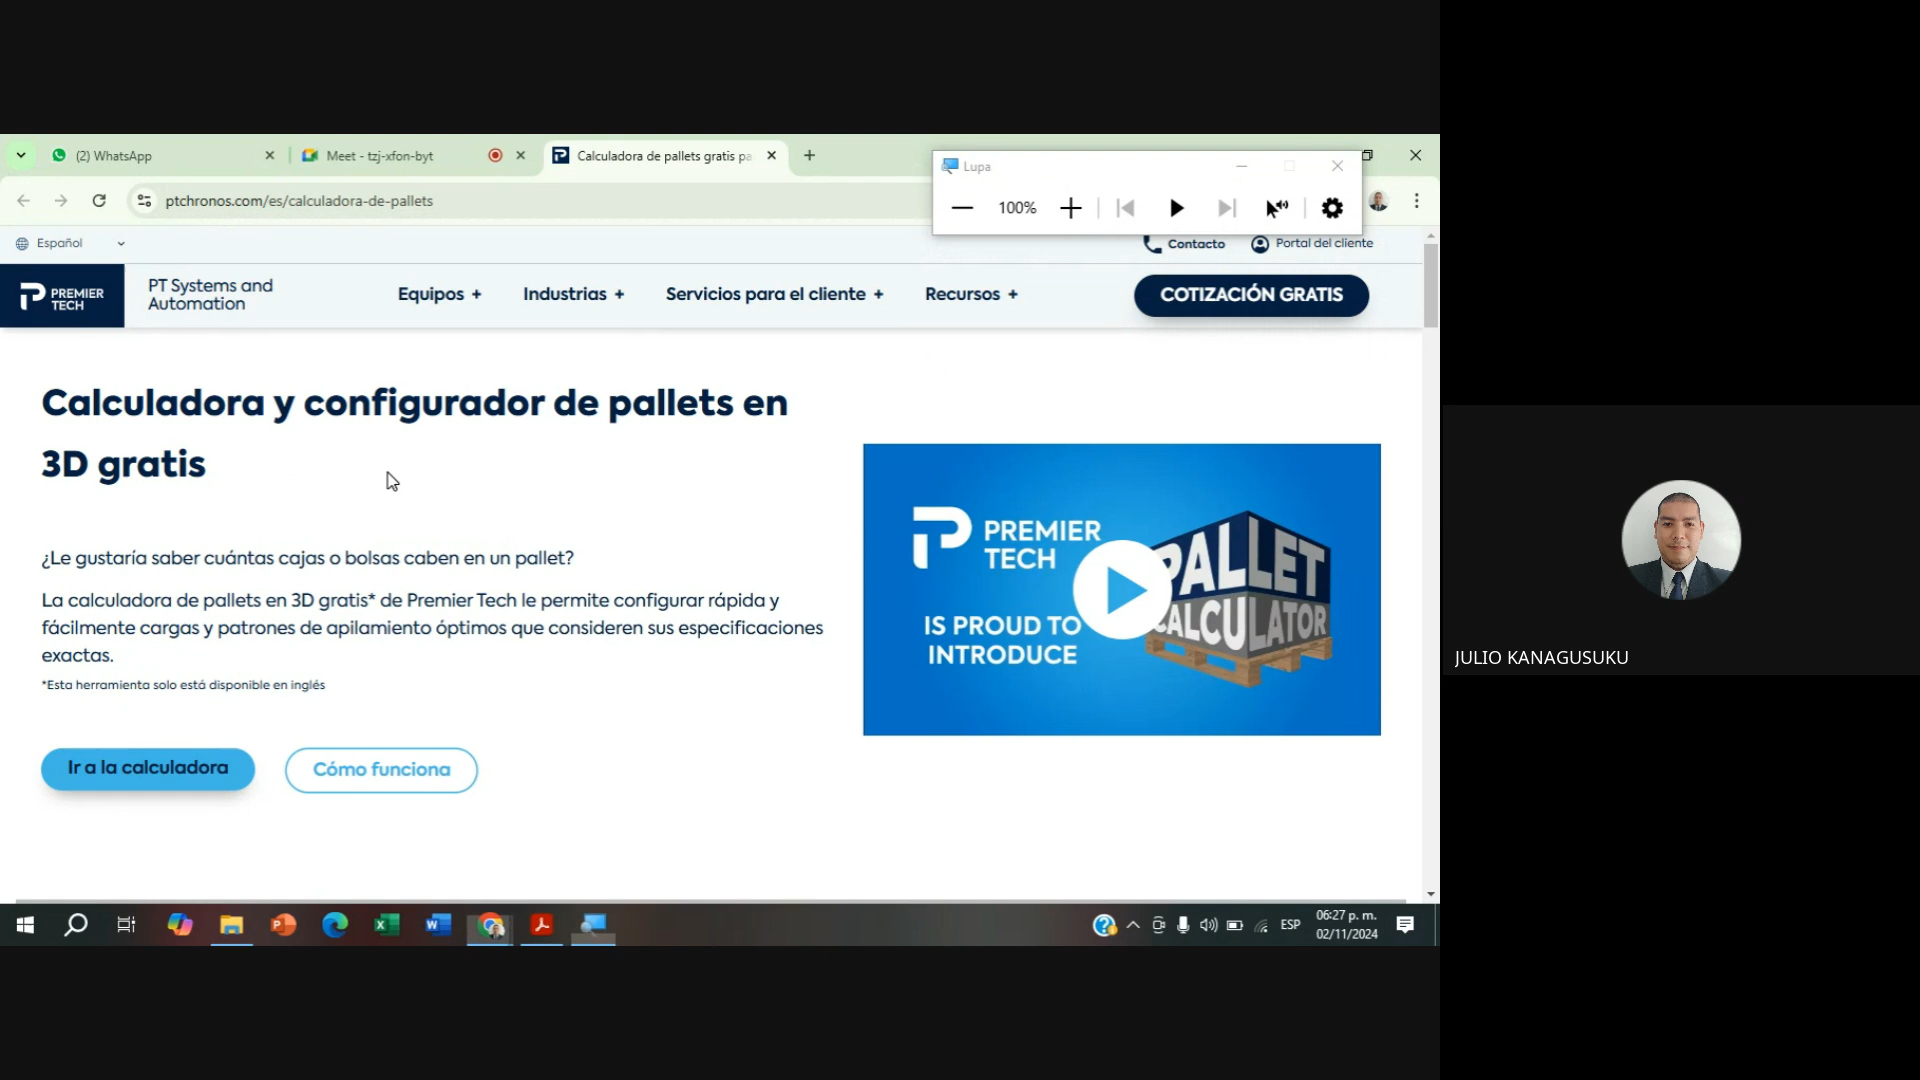 (2) WhatsApp
Meet - tzj-xfon-byt
Calculadora de pallets gratis pa
Lupa
100%
ptchronos.com/es/calculadora-de-pallets
Español
Contacto
Portal del cliente
PREMIER
TECH
PT Systems and
Automation
Equipos +
Industrias +
Servicios para el cliente +
Recursos +
COTIZACIÓN GRATIS
Calculadora y configurador de pallets en
3D gratis
¿Le gustaría saber cuántas cajas o bolsas caben en un pallet?
La calculadora de pallets en 3D gratis* de Premier Tech le permite configurar rápida y
fácilmente cargas y patrones de apilamiento óptimos que consideren sus especificaciones
exactas.
*Esta herramienta solo está disponible en inglés
Ir a la calculadora
Cómo funciona
PREMIER
TECH
IS PROUD TO
INTRODUCE
PALLET
CALCULATOR
JULIO KANAGUSUKU
ESP
06:27 p. m.
02/11/2024